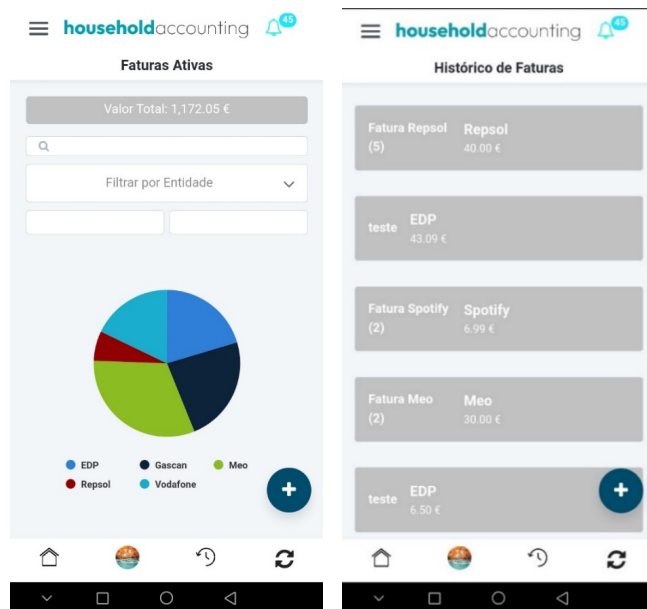 householdaccounting 45
Faturas Ativas
Valor Total: 1,172.05 €
Filtrar por Entidade
EDP Gascan Meo
Repsol Vodafone
+
householdaccounting 45
Histórico de Faturas
Fatura Repsol (5)
Repsol
40.00 €
teste
EDP
43.09 €
Fatura Spotify (2)
Spotify
6.99 €
Fatura Meo (2)
Meo
30.00 €
teste
EDP
6.50 €
+